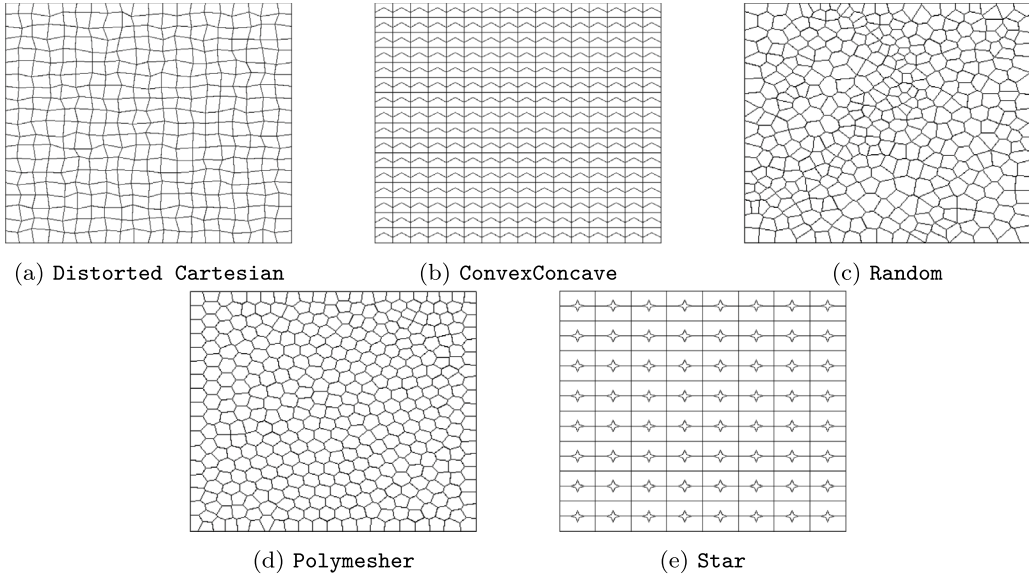 (a) Distorted Cartesian
(b) ConvexConcave
(c) Random
(d) Polymesher
(e) Star